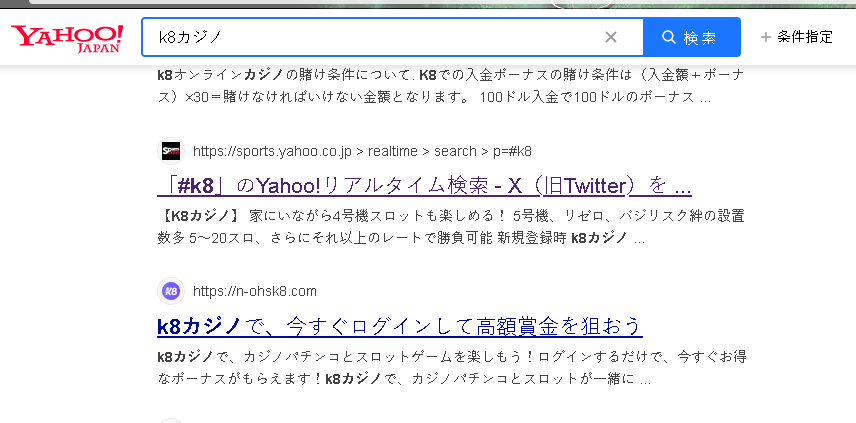 YAHOO!
JAPAN
k8カジノ
検索
条件指定
k8オンラインカジノの賭け条件について. K8での入金ボーナスの賭け条件は（入金額＋ボーナ
ス）×30＝賭けなければいけない金額となります。 100ドル入金で100ドルのボーナス ...
https://sports.yahoo.co.jp > realtime > search > p=#k8
「#k8」のYahoo!リアルタイム検索 - X（旧Twitter）を ...
【K8カジノ】 家にいながら4号機スロットも楽しめる！ 5号機、リゼロ、バジリスク絆の設置
数多 5～20スロ、さらにそれ以上のレートで勝負可能 新規登録時 k8カジノ ...
K8
https://n-ohsk8.com
k8カジノで、今すぐログインして高額賞金を狙おう
k8カジノで、カジノパチンコとスロットゲームを楽しもう！ログインするだけで、今すぐお得
なボーナスがもらえます！k8カジノで、カジノパチンコとスロットが一緒に ...